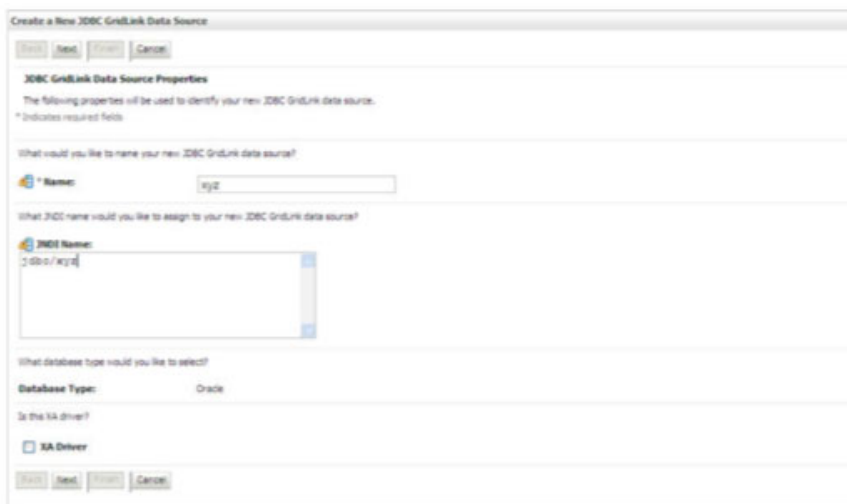 Create a New JDBC GridLink Data Source
Back Next Finish Cancel
JDBC GridLink Data Source Properties
The following properties will be used to identify your new JDBC GridLink data source.
* Indicates required fields
What would you like to name your new JDBC GridLink data source?
* Name: xyz
What JNDI name would you like to assign to your new JDBC GridLink data source?
JNDI Name:
jdbc/xyz
What database type would you like to select?
Database Type: Oracle
Is this XA driver?
XA Driver
Back Next Finish Cancel